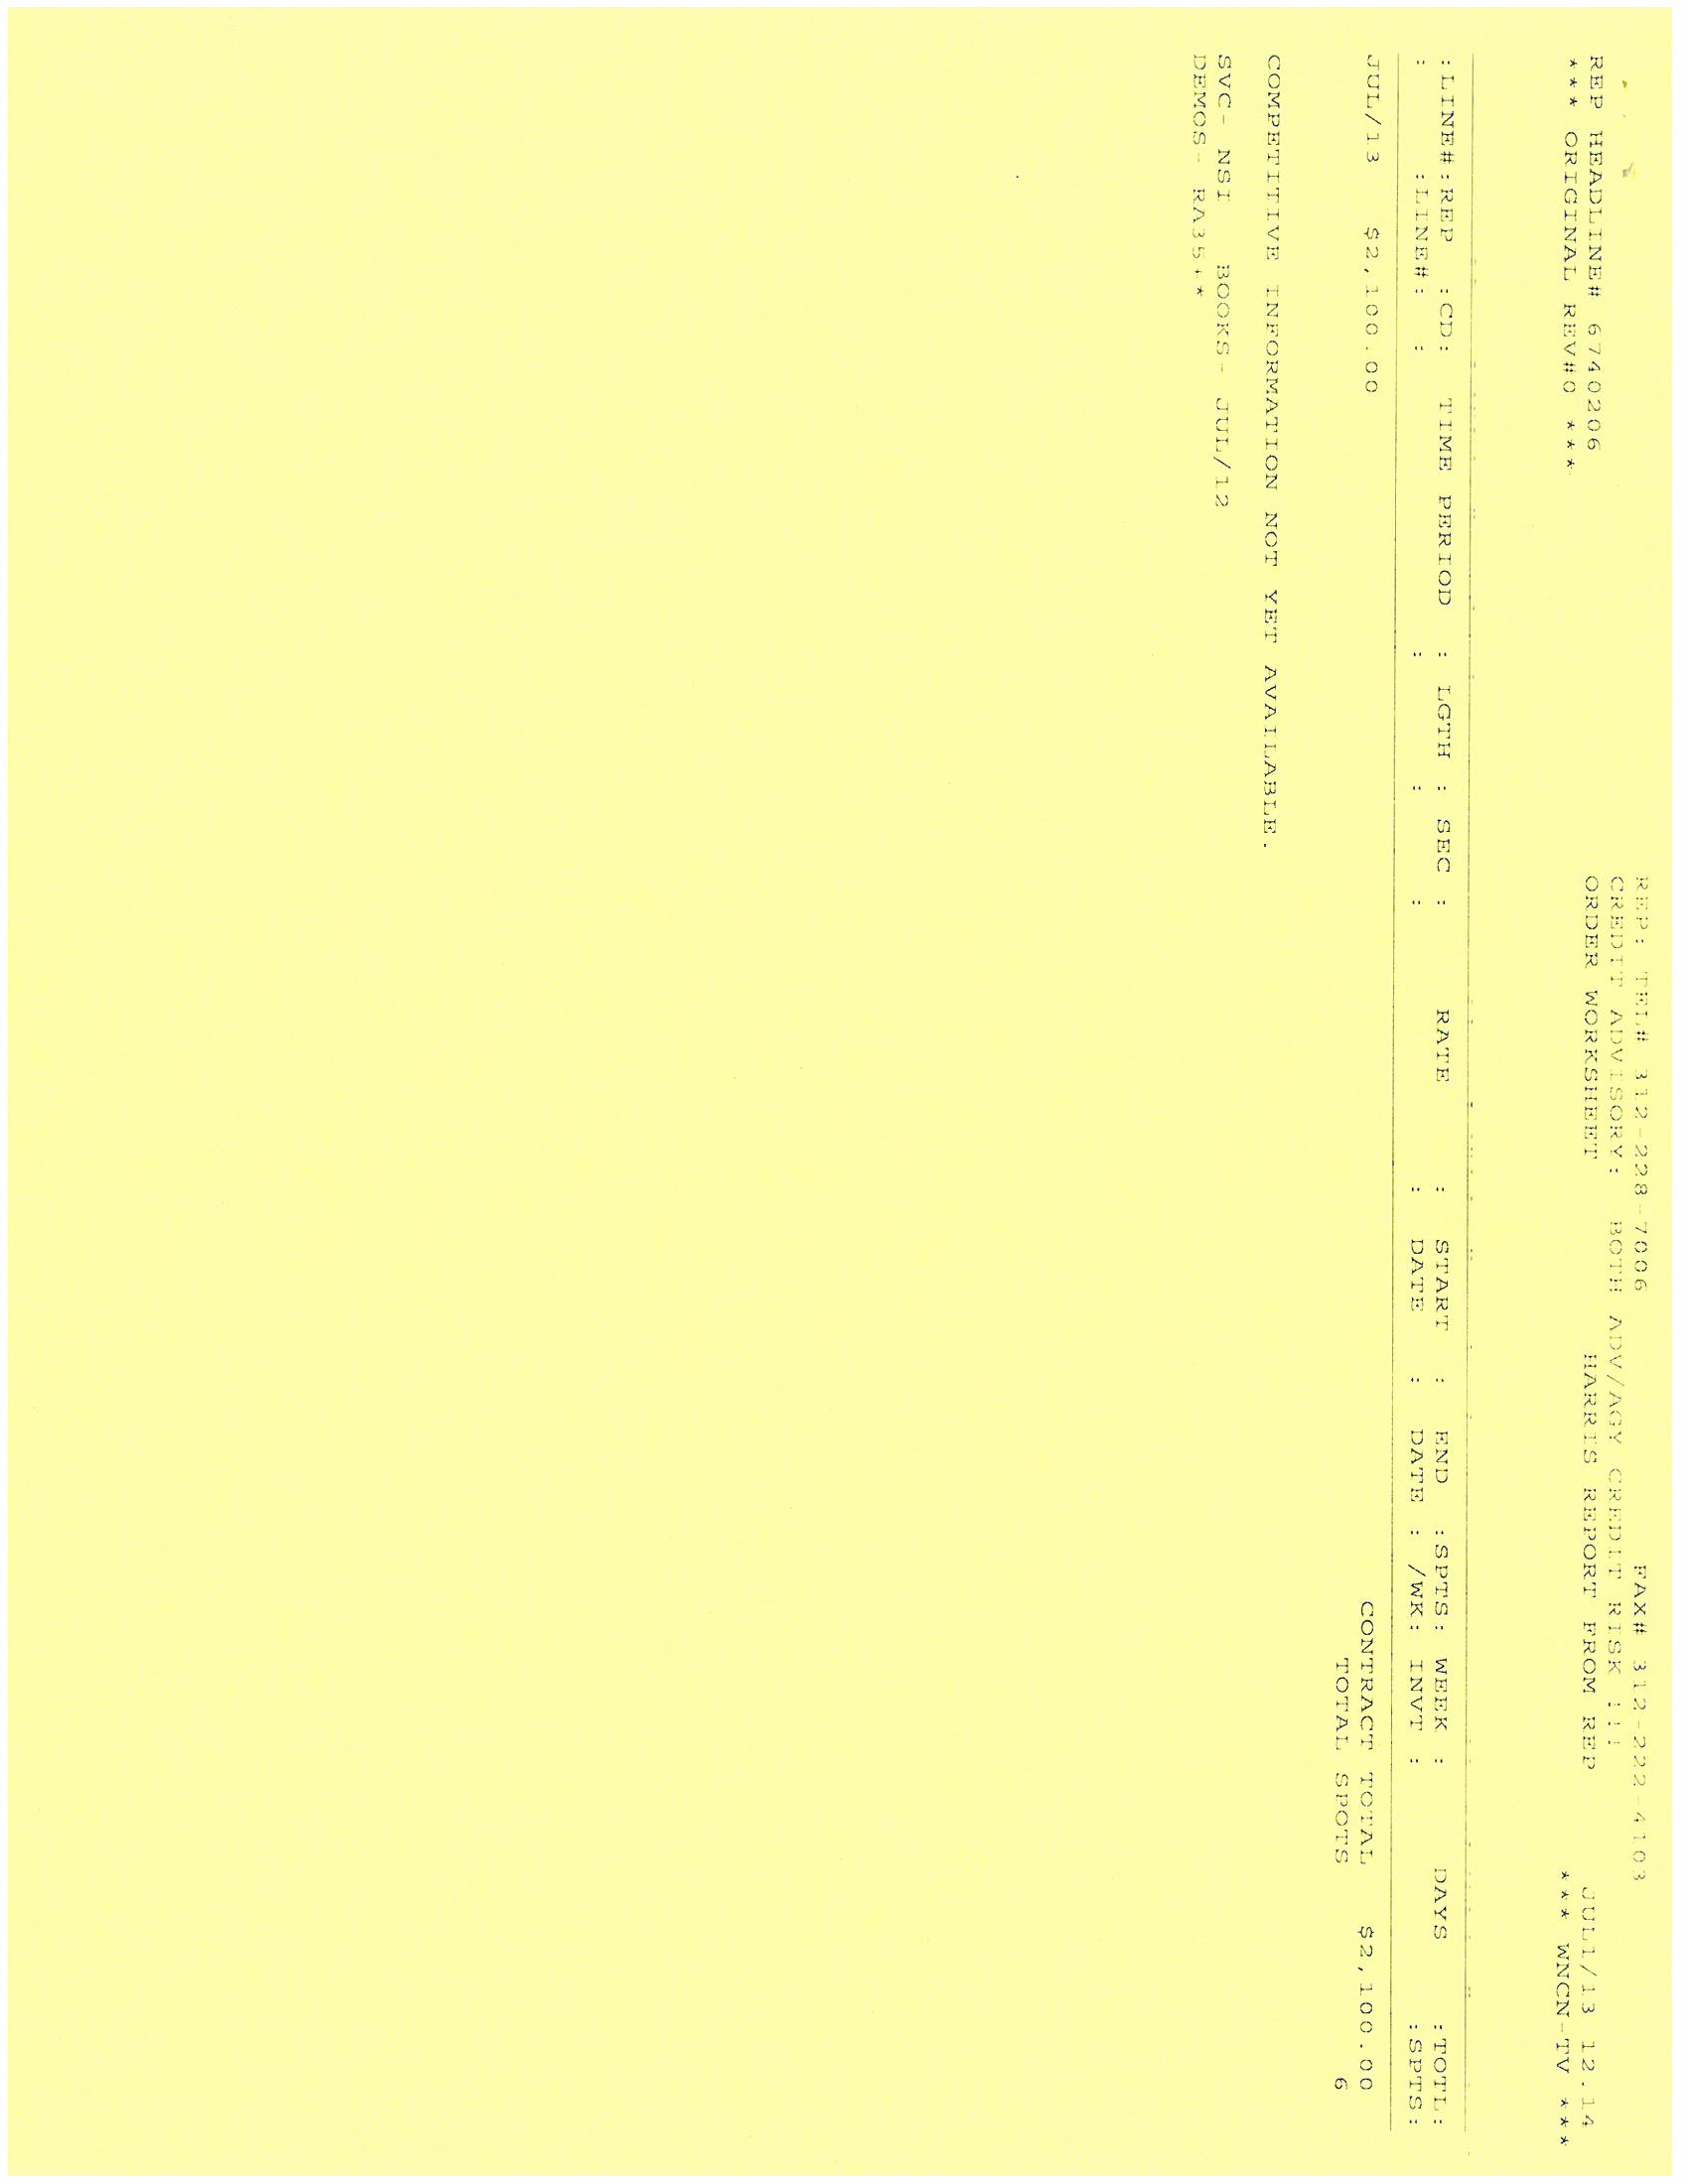 REP: TEL# 312-228-7006 FAX# 312-222-4103
CREDIT ADVISORY: BOTH ADV/AGY CREDIT RISK !!!
REP HEADLINE# 6740206 ORDER WORKSHEET HARRIS REPORT FROM REP JUL1/13 12.14
*** ORIGINAL REV#0 *** *** WNCN-TV ***
:LINE#:REP :CD: TIME PERIOD : LGTH : SEC : RATE : START : END :SPTS: WEEK : DAYS :TOTL:
: :LINE#: : : : : : DATE : DATE : /WK: INVT : :SPTS:
JUL/13 $2,100.00 CONTRACT TOTAL $2,100.00
TOTAL SPOTS 6
COMPETITIVE INFORMATION NOT YET AVAILABLE.
SVC- NSI BOOKS- JUL/12
DEMOS- RA35+*